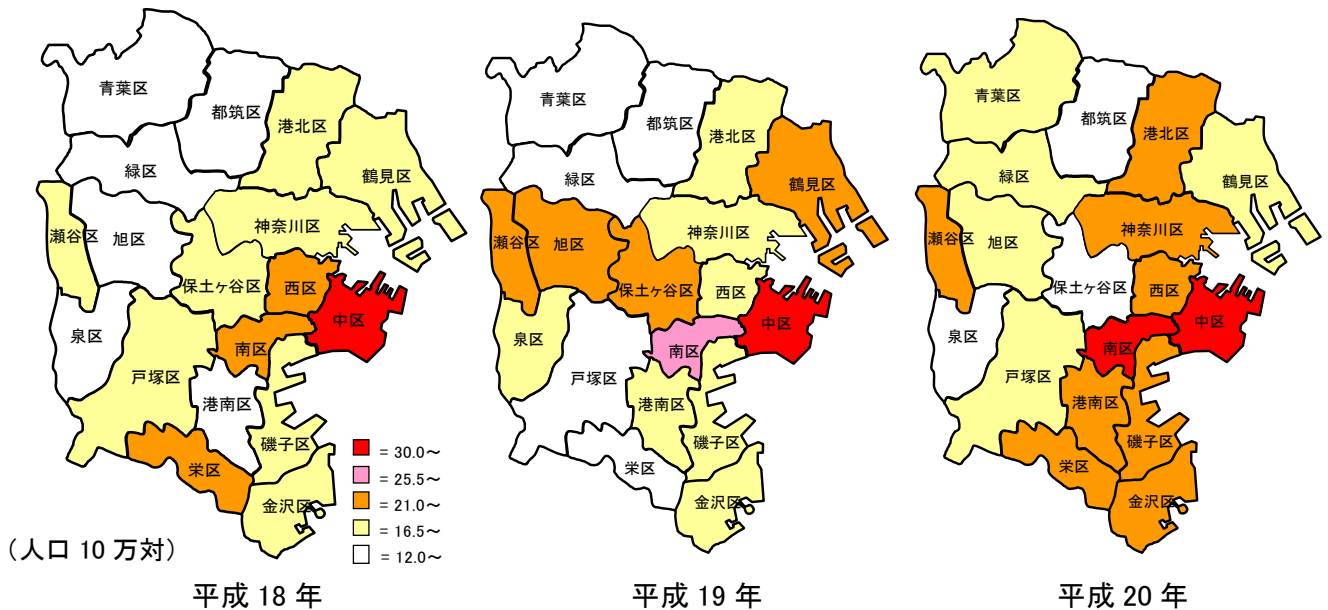 青葉区
都筑区
港北区
緑区
鶴見区
瀬谷区
旭区
神奈川区
保土ヶ谷区
西区
中区
泉区
南区
戸塚区
港南区
磯子区
栄区
金沢区
= 30.0～
= 25.5～
= 21.0～
= 16.5～
= 12.0～
（人口 10 万対）
平成 18 年
青葉区
都筑区
港北区
緑区
鶴見区
瀬谷区
旭区
神奈川区
保土ヶ谷区
西区
中区
泉区
南区
戸塚区
港南区
磯子区
栄区
金沢区
平成 19 年
青葉区
都筑区
港北区
緑区
鶴見区
瀬谷区
旭区
神奈川区
保土ヶ谷区
西区
中区
泉区
南区
戸塚区
港南区
磯子区
栄区
金沢区
平成 20 年